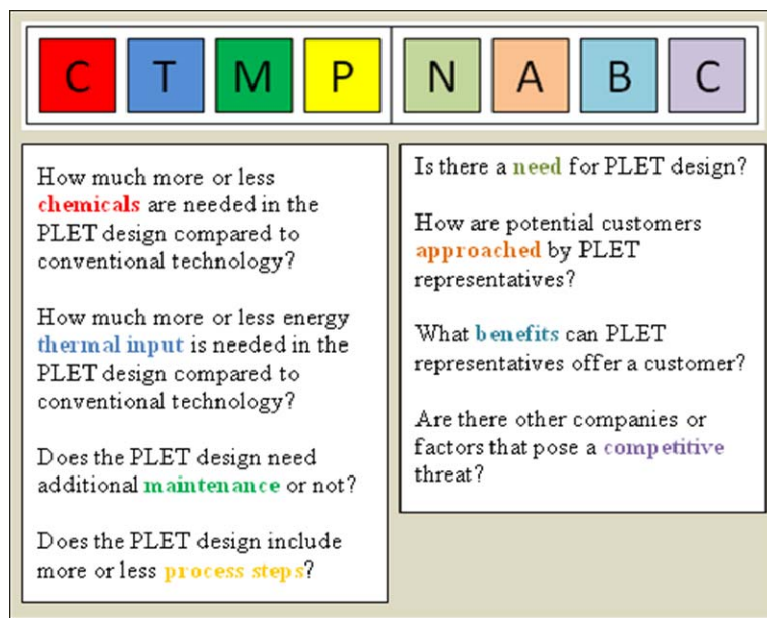 C T M P N A B C
How much more or less
chemicals are needed in the
PLET design compared to
conventional technology?
How much more or less energy
thermal input is needed in the
PLET design compared to
conventional technology?
Does the PLET design need
additional maintenance or not?
Does the PLET design include
more or less process steps?
Is there a need for PLET design?
How are potential customers
approached by PLET
representatives?
What benefits can PLET
representatives offer a customer?
Are there other companies or
factors that pose a competitive
threat?